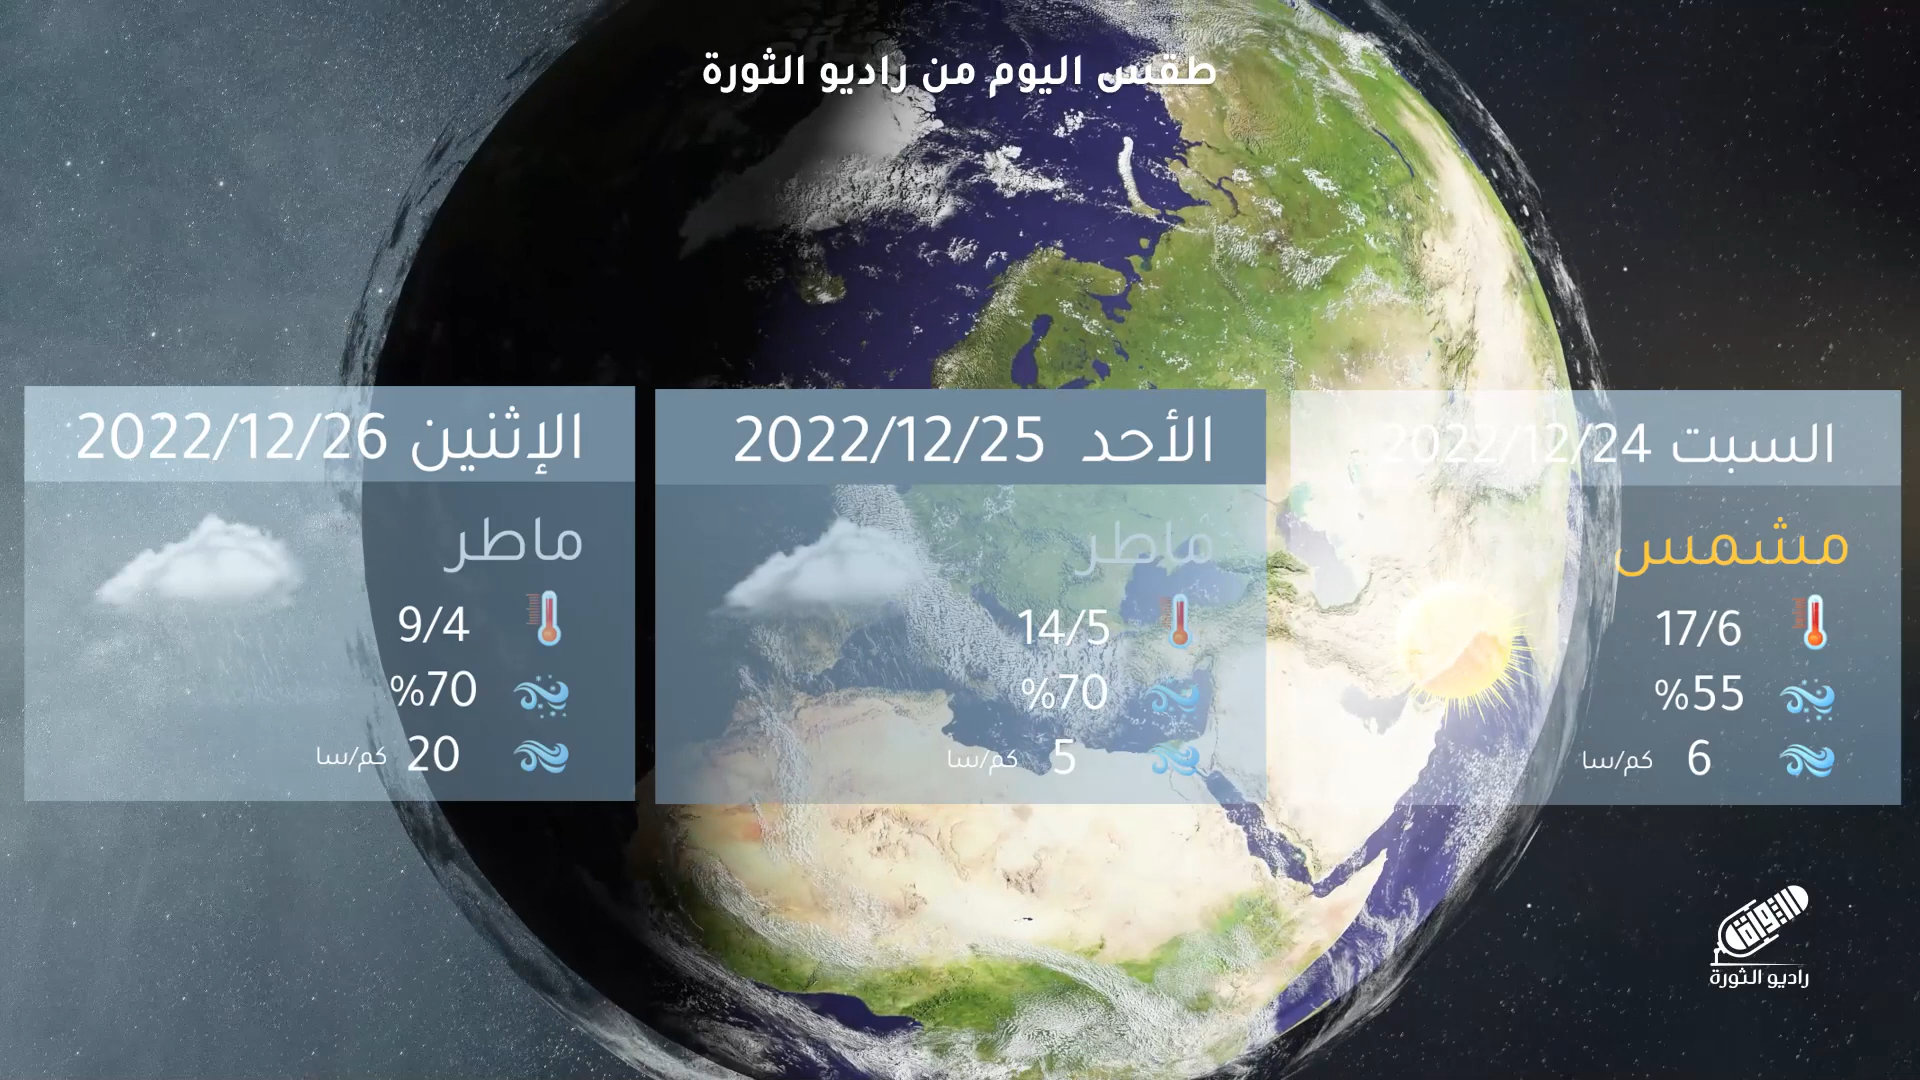 طقس اليوم من راديو الثورة
السبت 2022/12/24
مشمس
17/6
%55
6 كم/سا
الأحد 2022/12/25
ماطر
14/5
%70
5 كم/سا
الإثنين 2022/12/26
ماطر
9/4
%70
20 كم/سا
الثورة
راديو الثورة